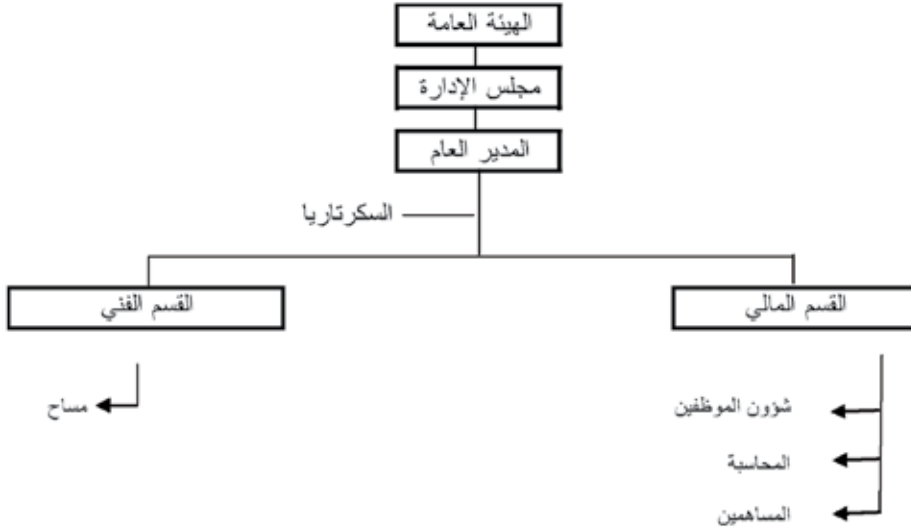 الهيئة العامة
مجلس الإدارة
المدير العام
السكرتاريا
القسم المالي
القسم الفني
شؤون الموظفين
المحاسبة
المساهمين
مساح